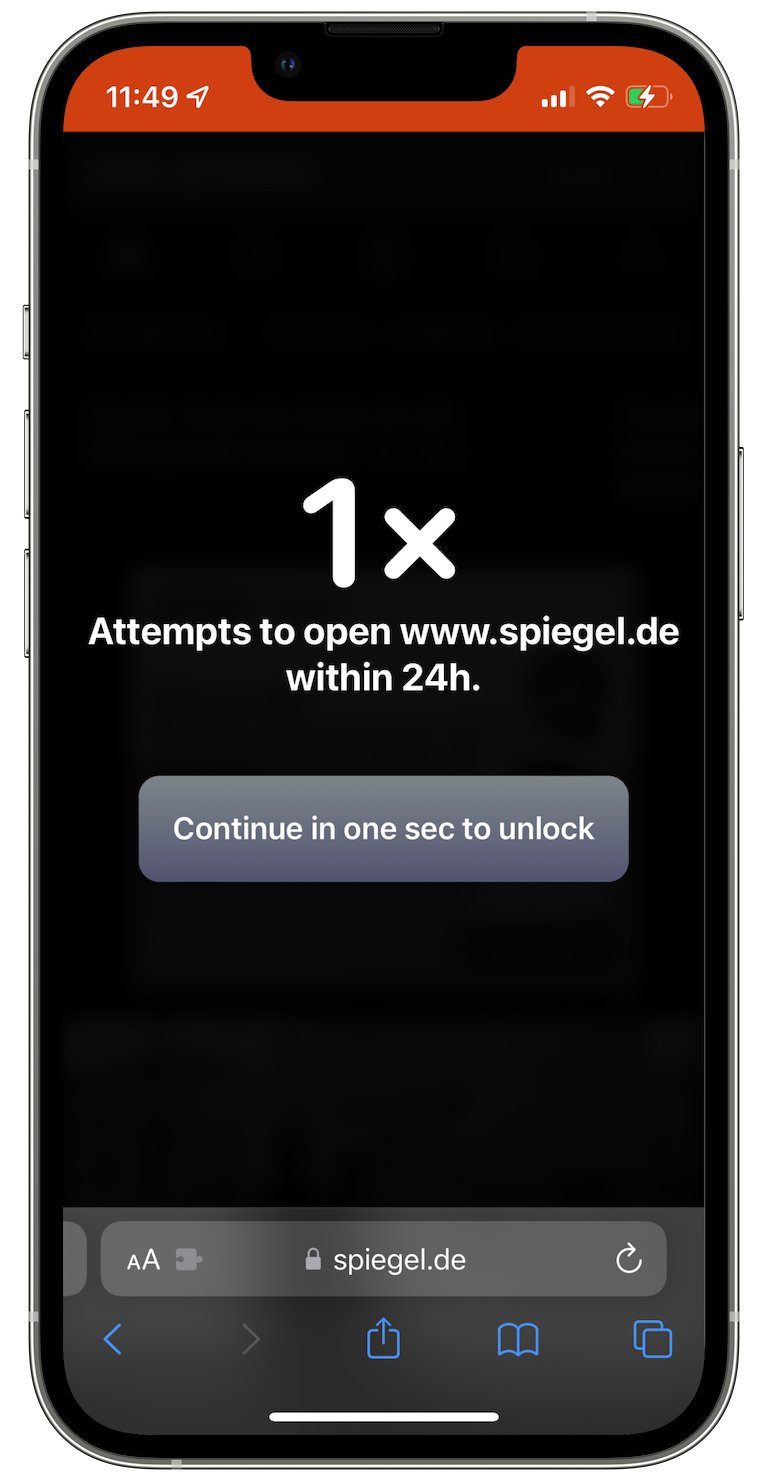 11:49
1×
Attempts to open www.spiegel.de
within 24h.
Continue in one sec to unlock
AA
spiegel.de